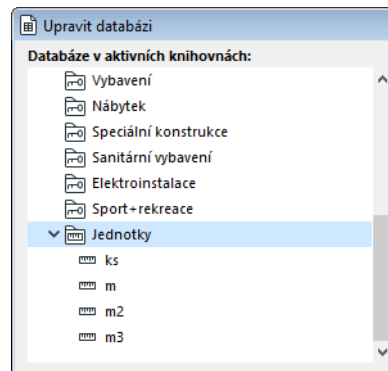 Upravit databázi
Databáze v aktivních knihovnách:
Vybavení
Nábytek
Speciální konstrukce
Sanitární vybavení
Elektroinstalace
Sport+rekreace
Jednotky
ks
m
m2
m3